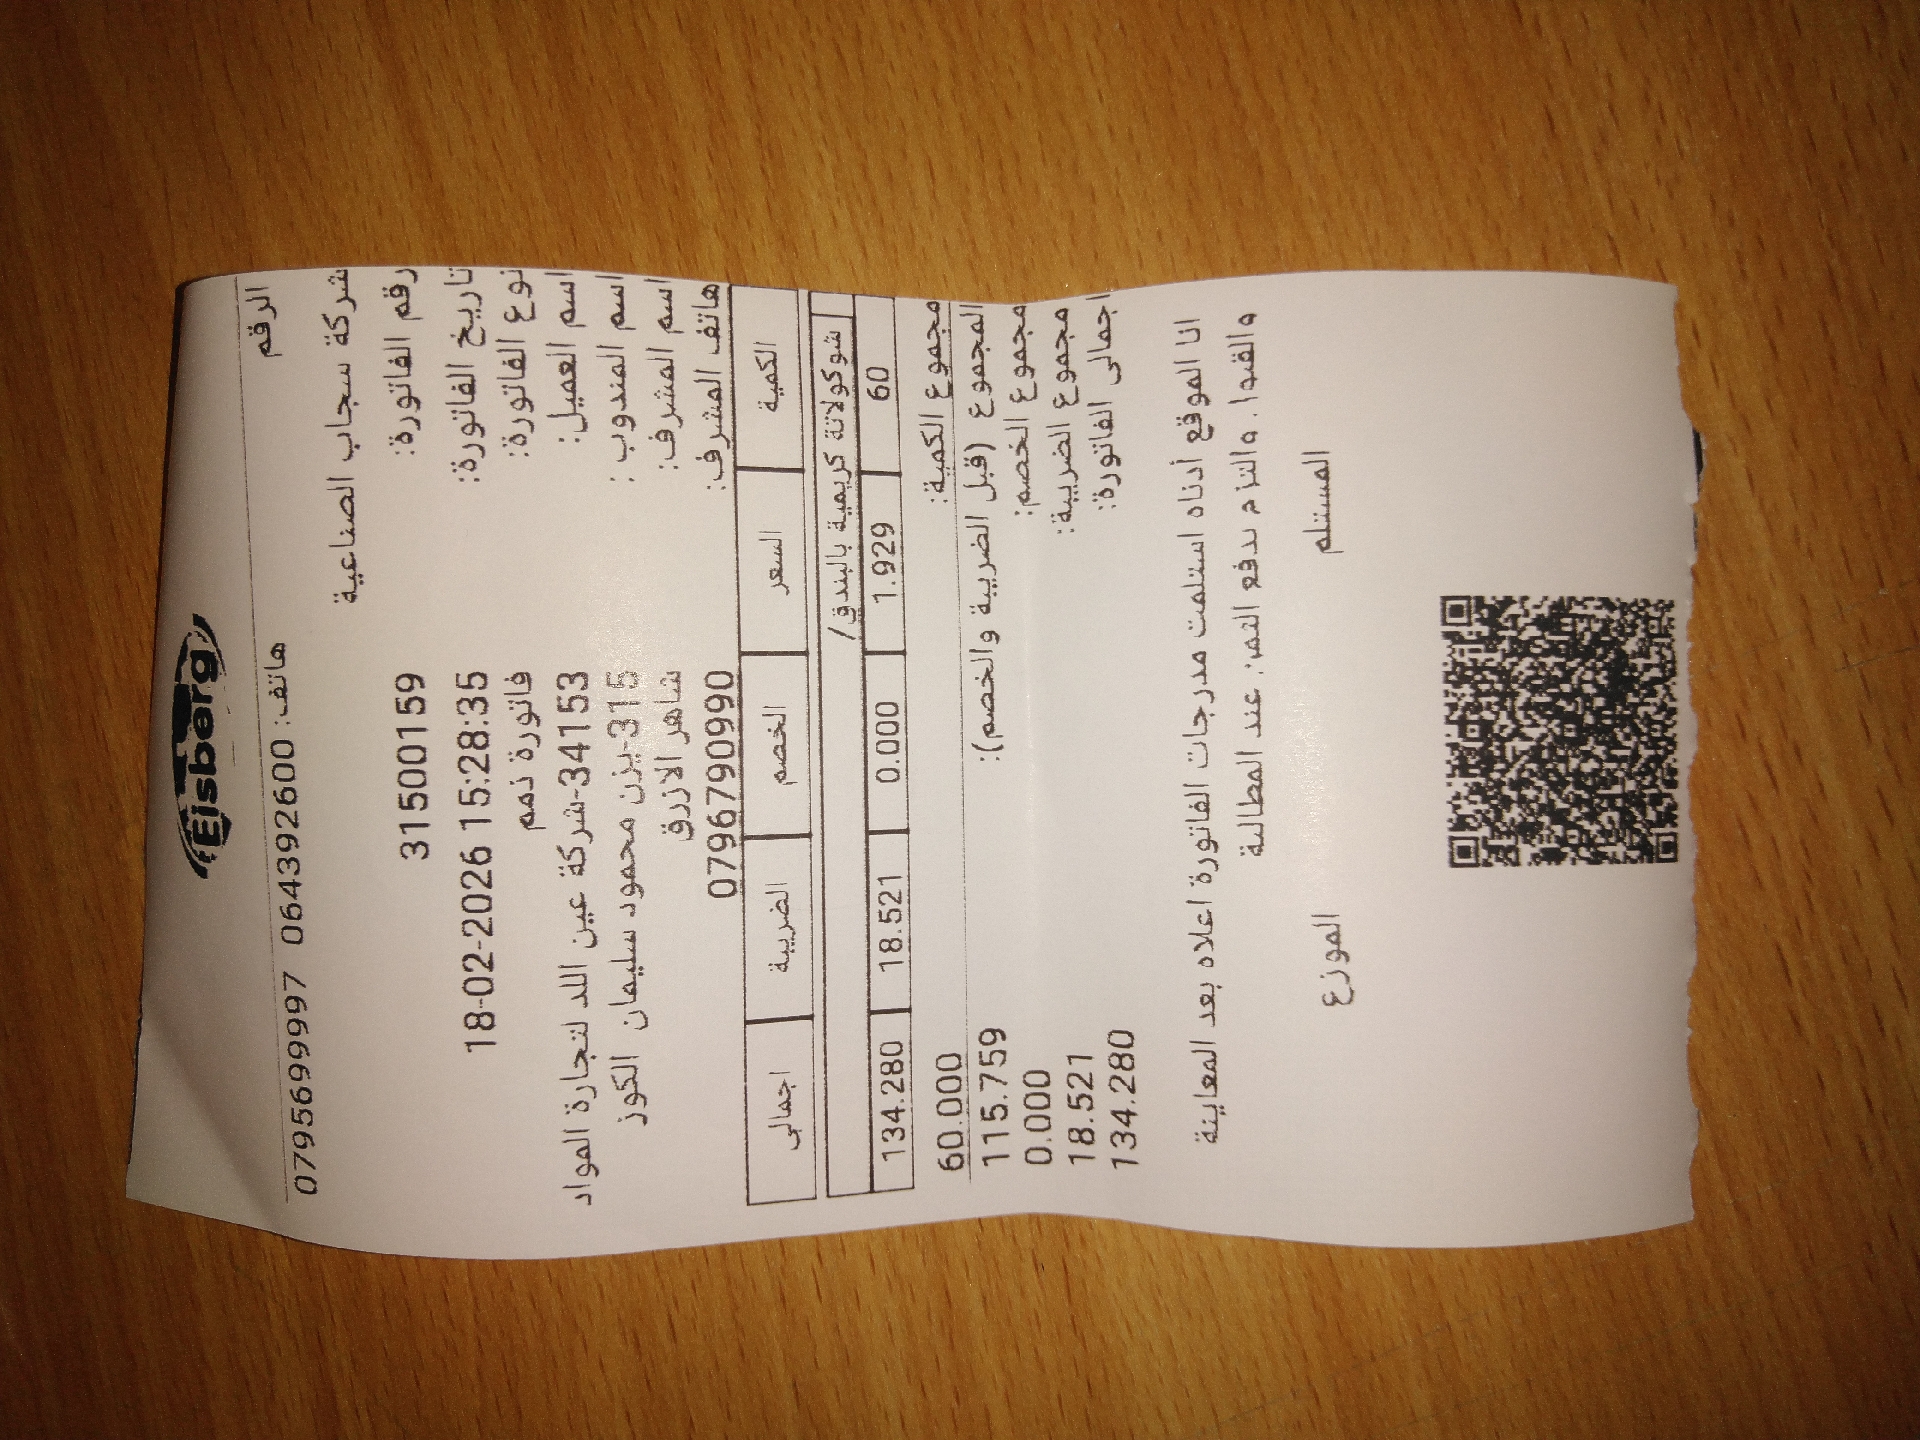 Eisberg
الرقم
هاتف: 0643926​00 0795699997
شركة سجاب الصناعية
رقم الفاتورة: 31500159
تاريخ الفاتورة: 18-02-2026 15:28:35
نوع الفاتورة: فاتورة ذمم
اسم العميل: 34153-شركة عين اللد لتجارة المواد
اسم المندوب : 315-يزن محمود سليمان الكوز
اسم المشرف: شاهر الازرق
هاتف المشرف: 0796790990
الكمية السعر الخصم الضريبة اجمالي
شوكولاتة كريمية بالبندق/
60 1.929 0.000 18.521 134.280
مجموع الكمية: 60.000
المجموع (قبل الضريبة والخصم): 115.759
مجموع الخصم: 0.000
مجموع الضريبة: 18.521
اجمالي الفاتورة: 134.280
انا الموقع أدناه استلمت مدرجات الفاتورة اعلاه بعد المعاينة
والقبول. والتزم بدفع الثمن عند المطالبة
المستلم الموزع